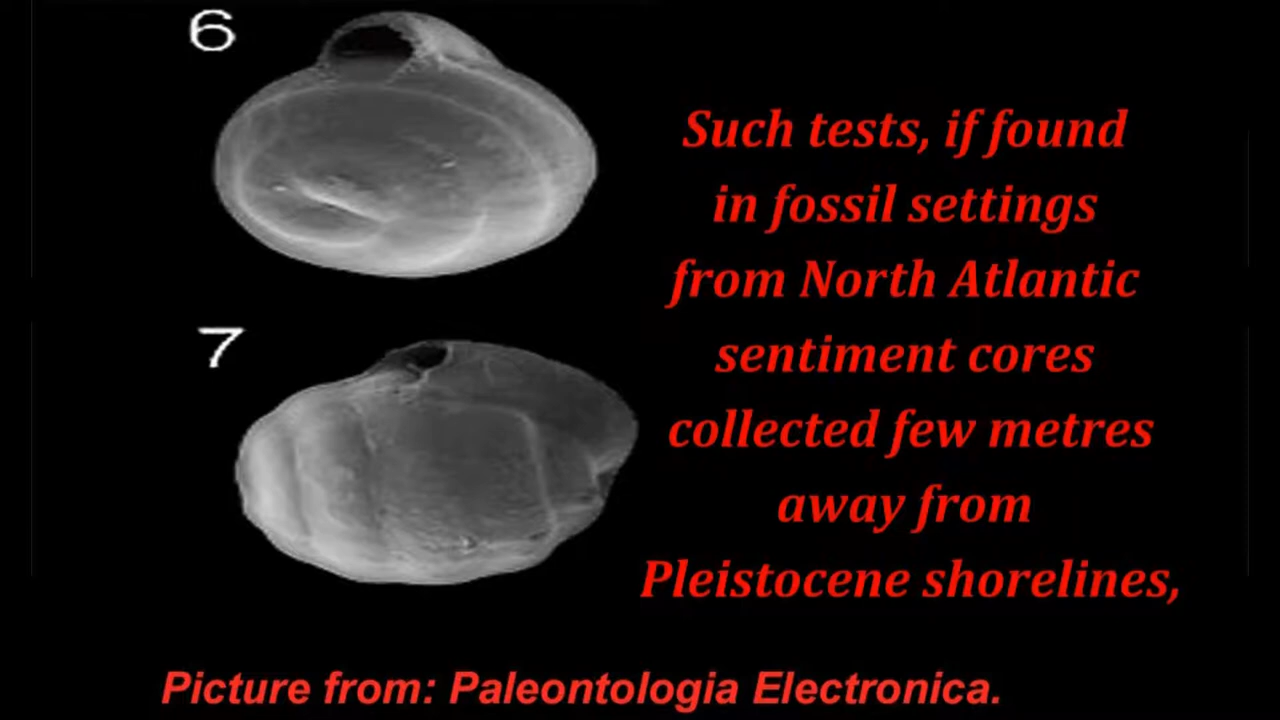 6
Such tests, if found
in fossil settings
from North Atlantic
sentiment cores
collected few metres
away from
Pleistocene shorelines,
7
Picture from: Paleontologia Electronica.